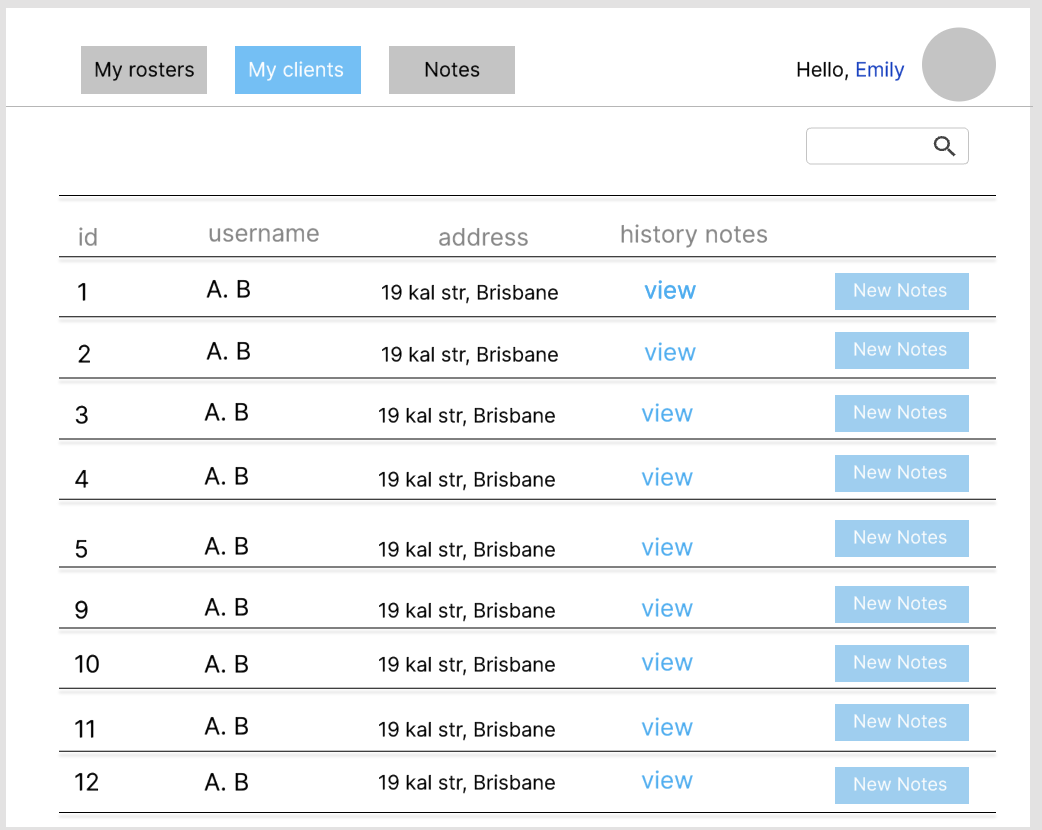 My rosters My clients Notes Hello, Emily
id username address history notes
1 A. B 19 kal str, Brisbane view New Notes
2 A. B 19 kal str, Brisbane view New Notes
3 A. B 19 kal str, Brisbane view New Notes
4 A. B 19 kal str, Brisbane view New Notes
5 A. B 19 kal str, Brisbane view New Notes
9 A. B 19 kal str, Brisbane view New Notes
10 A. B 19 kal str, Brisbane view New Notes
11 A. B 19 kal str, Brisbane view New Notes
12 A. B 19 kal str, Brisbane view New Notes